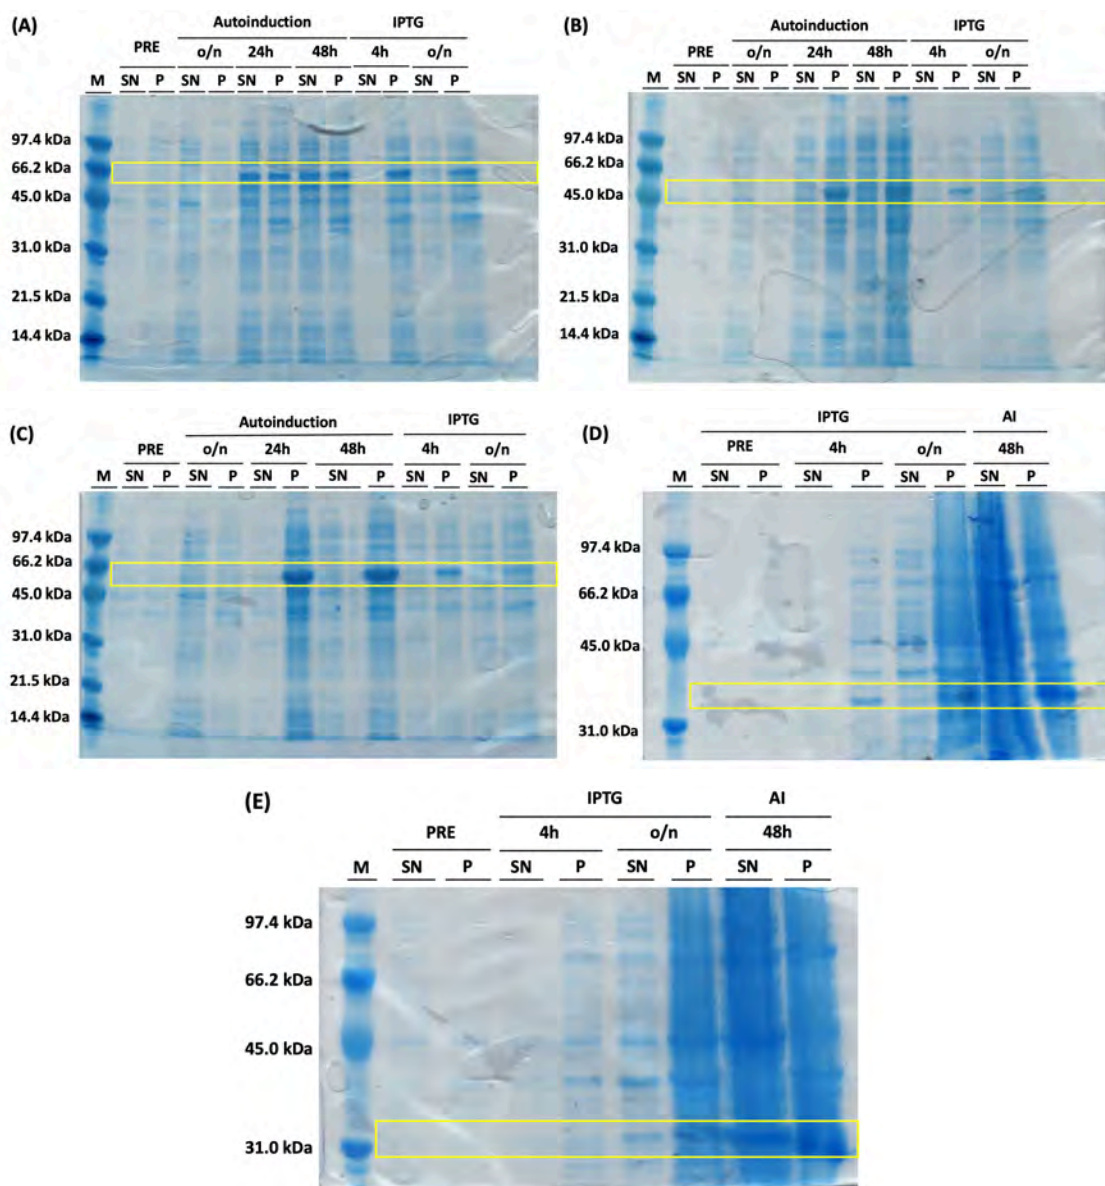 (A)
Autoinduction IPTG
PRE o/n 24h 48h 4h o/n
M SN P SN P SN P SN P SN P SN P
97.4 kDa
66.2 kDa
45.0 kDa
31.0 kDa
21.5 kDa
14.4 kDa
(B)
Autoinduction IPTG
PRE o/n 24h 48h 4h o/n
M SN P SN P SN P SN P SN P SN P
97.4 kDa
66.2 kDa
45.0 kDa
31.0 kDa
21.5 kDa
14.4 kDa
(C)
Autoinduction IPTG
PRE o/n 24h 48h 4h o/n
M SN P SN P SN P SN P SN P SN P
97.4 kDa
66.2 kDa
45.0 kDa
31.0 kDa
21.5 kDa
14.4 kDa
(D)
IPTG AI
PRE 4h o/n 48h
M SN P SN P SN P SN P
97.4 kDa
66.2 kDa
45.0 kDa
31.0 kDa
(E)
IPTG AI
PRE 4h o/n 48h
M SN P SN P SN P SN P
97.4 kDa
66.2 kDa
45.0 kDa
31.0 kDa